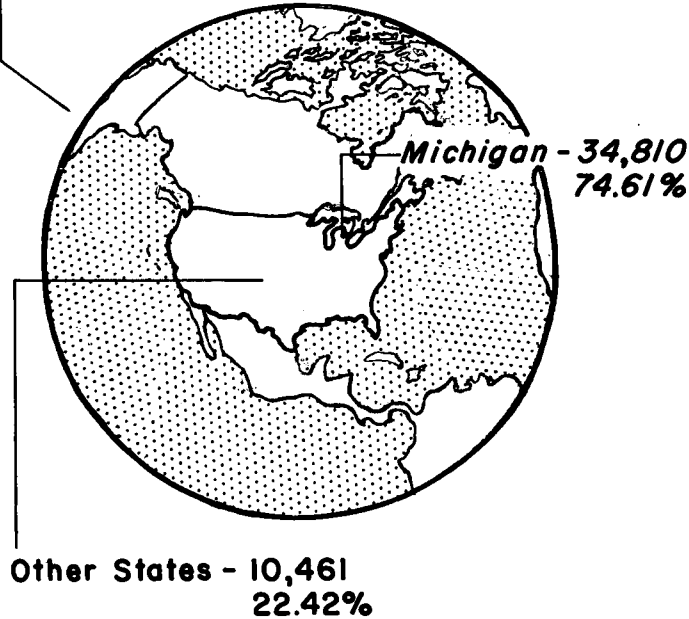 Michigan - 34,810
74.61%
Other States - 10,461
22.42%